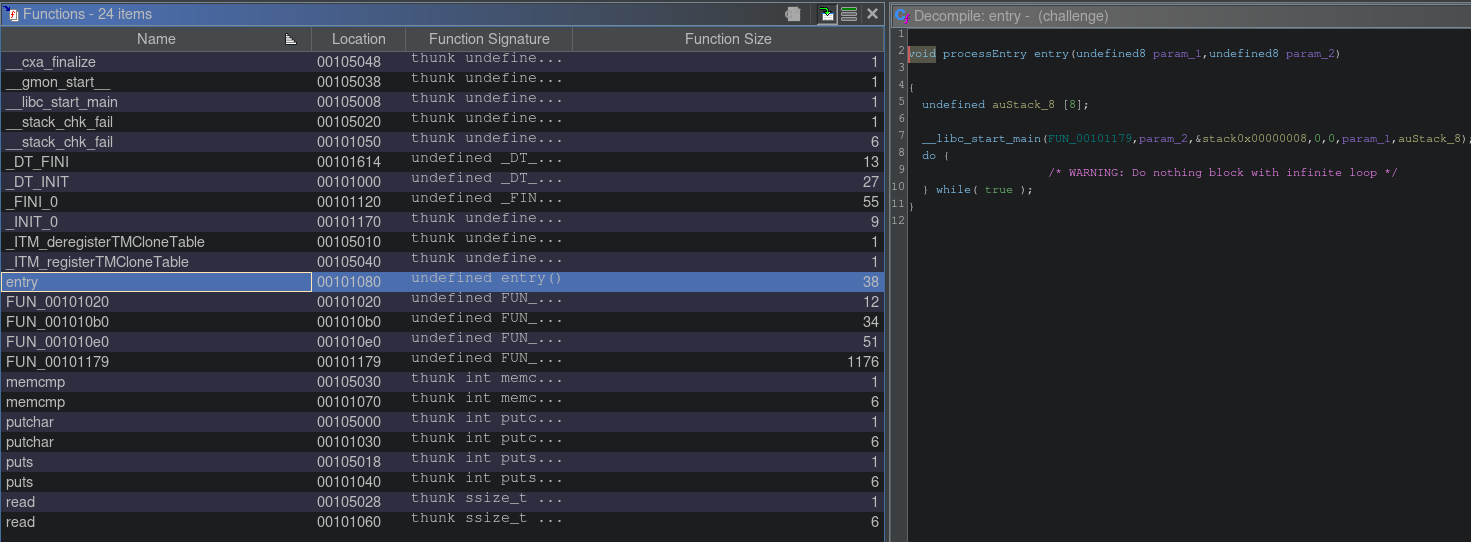 Functions - 24 items
Name Location Function Signature Function Size
__cxa_finalize 00105048 thunk undefine... 1
__gmon_start__ 00105038 thunk undefine... 1
__libc_start_main 00105008 thunk undefine... 1
__stack_chk_fail 00105020 thunk undefine... 1
__stack_chk_fail 00101050 thunk undefine... 6
_DT_FINI 00101614 undefined _DT_... 13
_DT_INIT 00101000 undefined _DT_... 27
_FINI_0 00101120 undefined _FIN... 55
_INIT_0 00101170 thunk undefine... 9
_ITM_deregisterTMCloneTable 00105010 thunk undefine... 1
_ITM_registerTMCloneTable 00105040 thunk undefine... 1
entry 00101080 undefined entry() 38
FUN_00101020 00101020 undefined FUN_... 12
FUN_001010b0 001010b0 undefined FUN_... 34
FUN_001010e0 001010e0 undefined FUN_... 51
FUN_00101179 00101179 undefined FUN_... 1176
memcmp 00105030 thunk int memc... 1
memcmp 00101070 thunk int memc... 6
putchar 00105000 thunk int putc... 1
putchar 00101030 thunk int putc... 6
puts 00105018 thunk int puts... 1
puts 00101040 thunk int puts... 6
read 00105028 thunk ssize_t ... 1
read 00101060 thunk ssize_t ... 6
Decompile: entry - (challenge)
1
2 void processEntry entry(undefined8 param_1,undefined8 param_2)
3
4 {
5 undefined auStack_8 [8];
6
7 __libc_start_main(FUN_00101179,param_2,&stack0x00000008,0,0,param_1,auStack_8);
8 do {
9 /* WARNING: Do nothing block with infinite loop */
10 } while( true );
11 }
12